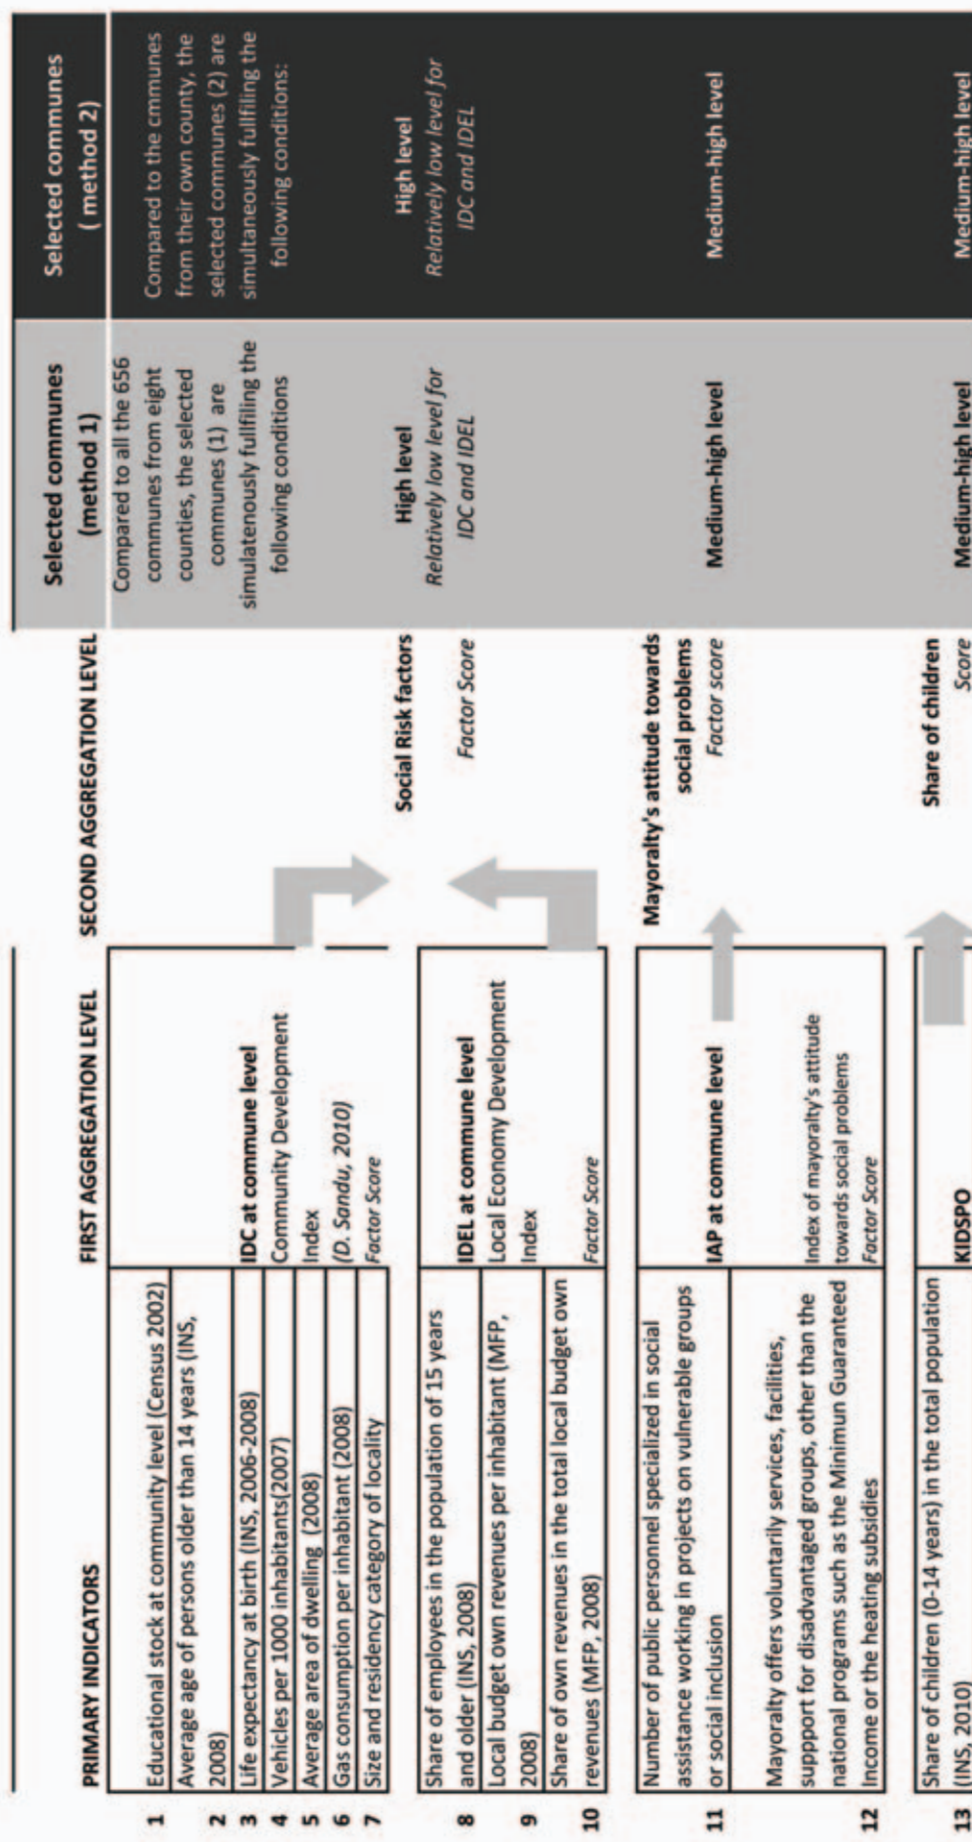 PRIMARY INDICATORS
FIRST AGGREGATION LEVEL
SECOND AGGREGATION LEVEL
Selected communes
(method 1)
Selected communes
( method 2)
Compared to all the 656
communes from eight
counties, the selected
communes (1) are
simulatenously fullfiling the
following conditions
Compared to the cmmunes
from their own county, the
selected communes (2) are
simultaneously fullfiling the
following conditions:
1 Educational stock at community level (Census 2002)
Average age of persons older than 14 years (INS,
2 2008)
3 Life expectancy at birth (INS, 2006-2008)
4 Vehicles per 1000 inhabitants(2007)
5 Average area of dwelling (2008)
6 Gas consumption per inhabitant (2008)
7 Size and residency category of locality
IDC at commune level
Community Development
Index
(D. Sandu, 2010)
Factor Score
Social Risk factors
Factor Score
High level
Relatively low level for
IDC and IDEL
High level
Relatively low level for
IDC and IDEL
Share of employees in the population of 15 years
8 and older (INS, 2008)
Local budget own revenues per inhabitant (MFP,
9 2008)
Share of own revenues in the total local budget own
10 revenues (MFP, 2008)
IDEL at commune level
Local Economy Development
Index
Factor Score
Number of public personnel specialized in social
assistance working in projects on vulnerable groups
11 or social inclusion
Mayoralty offers voluntarily services, facilities,
suppport for disadvantaged groups, other than the
national programs such as the Minimun Guaranteed
12 Income or the heating subsidies
IAP at commune level
Index of mayoralty's attitude
towards social problems
Factor Score
Mayoralty's attitude towards
social problems
Factor score
Medium-high level
Medium-high level
Share of children (0-14 years) in the total population
13 (INS, 2010)
KIDSPO
Share of children
Score
Medium-high level
Medium-high level